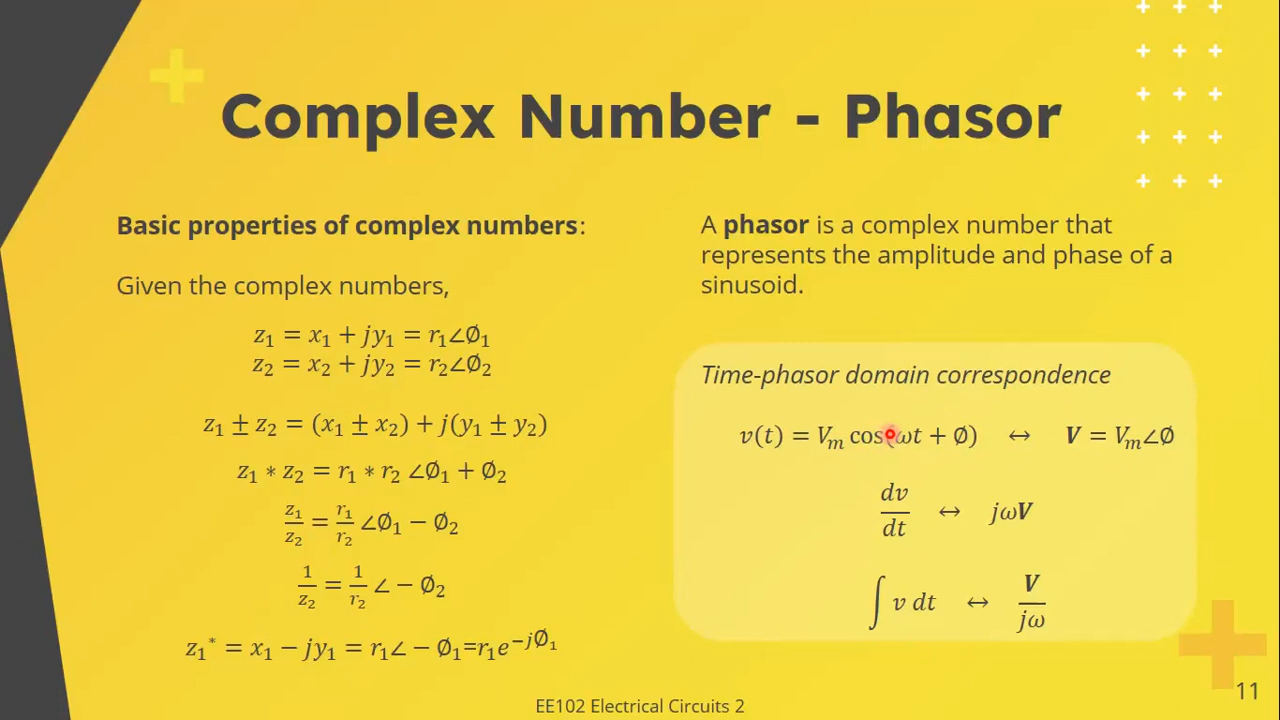 Complex Number - Phasor
Basic properties of complex numbers:
Given the complex numbers,
z₁ = x₁ + jy₁ = r₁∠∅₁
z₂ = x₂ + jy₂ = r₂∠∅₂
z₁ ± z₂ = (x₁ ± x₂) + j(y₁ ± y₂)
z₁ * z₂ = r₁ * r₂ ∠∅₁ + ∅₂
z₁/z₂ = r₁/r₂ ∠∅₁ − ∅₂
1/z₂ = 1/r₂ ∠ − ∅₂
z₁* = x₁ − jy₁ = r₁∠ − ∅₁=r₁e^−j∅₁
A phasor is a complex number that
represents the amplitude and phase of a
sinusoid.
Time-phasor domain correspondence
v(t) = Vₘ cos(ωt + ∅) ↔ V = Vₘ∠∅
dv/dt ↔ jωV
∫ v dt ↔ V/jω
EE102 Electrical Circuits 2
11